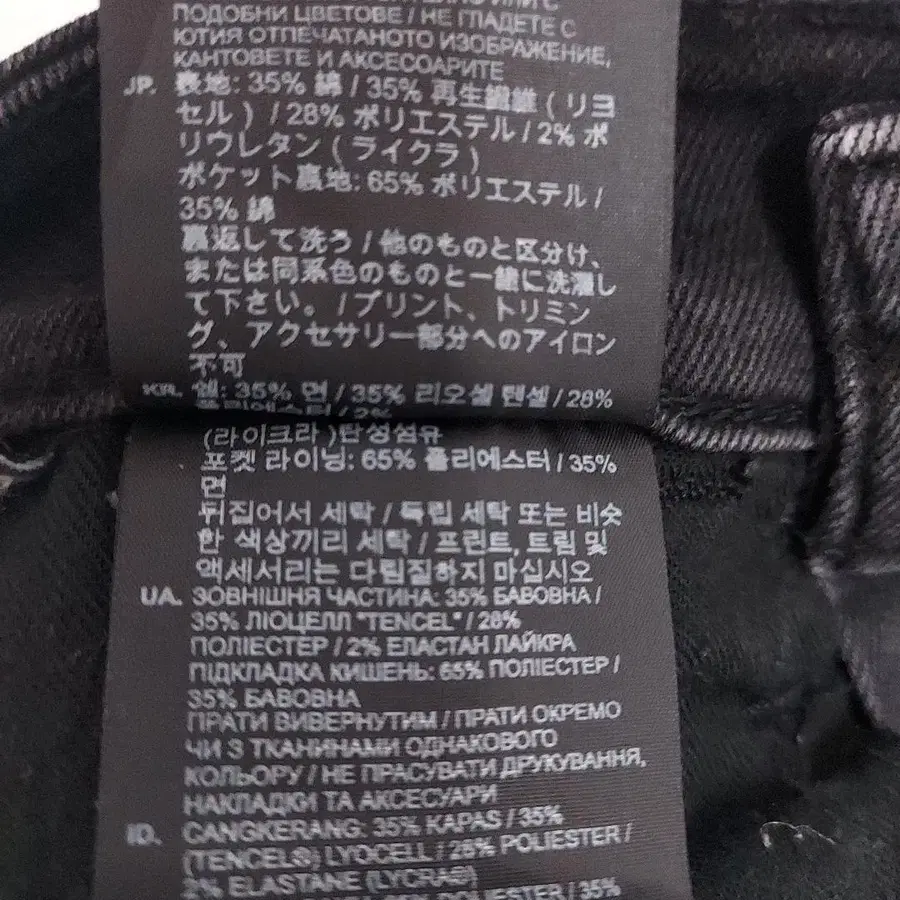 ПОДОБНИ ЦВЕТОВЕ / НЕ ГЛАДЕТЕ С
ЮТИЯ ОТПЕЧАТАНОТО ИЗОБРАЖЕНИЕ,
КАНТОВЕТЕ И АКСЕСОАРИТЕ
JP. 表地: 35% 綿 / 35% 再生繊維 ( リヨ
セル ) / 28% ポリエステル / 2% ポ
リウレタン ( ライクラ )
ポケット裏地: 65% ポリエステル /
35% 綿
裏返して洗う / 他のものと区分け、
または同系色のものと一緒に洗濯し
て下さい。 / プリント、トリミン
グ、アクセサリー部分へのアイロン
不可
KR. 쉘: 35% 면 / 35% 리오셀 텐셀 / 28%
폴리에스터 / 2%
(라이크라 )탄성섬유
포켓 라이닝: 65% 폴리에스터 / 35%
면
뒤집어서 세탁 / 독립 세탁 또는 비슷
한 색상끼리 세탁 / 프린트, 트림 및
액세서리는 다림질하지 마십시오
UA. ЗОВНІШНЯ ЧАСТИНА: 35% БАВОВНА /
35% ЛІОЦЕЛЛ "TENCEL" / 28%
ПОЛІЕСТЕР / 2% ЕЛАСТАН ЛАЙКРА
ПІДКЛАДКА КИШЕНЬ: 65% ПОЛІЕСТЕР /
35% БАВОВНА
ПРАТИ ВИВЕРНУТИМ / ПРАТИ ОКРЕМО
ЧИ З ТКАНИНАМИ ОДНАКОВОГО
КОЛЬОРУ / НЕ ПРАСУВАТИ ДРУКУВАННЯ,
НАКЛАДКИ ТА АКСЕСУАРИ
ID. CANGKERANG: 35% KAPAS / 35%
(TENCEL®) LYOCELL / 28% POLIESTER /
2% ELASTANE (LYCRA®)
POLIESTER / 35%